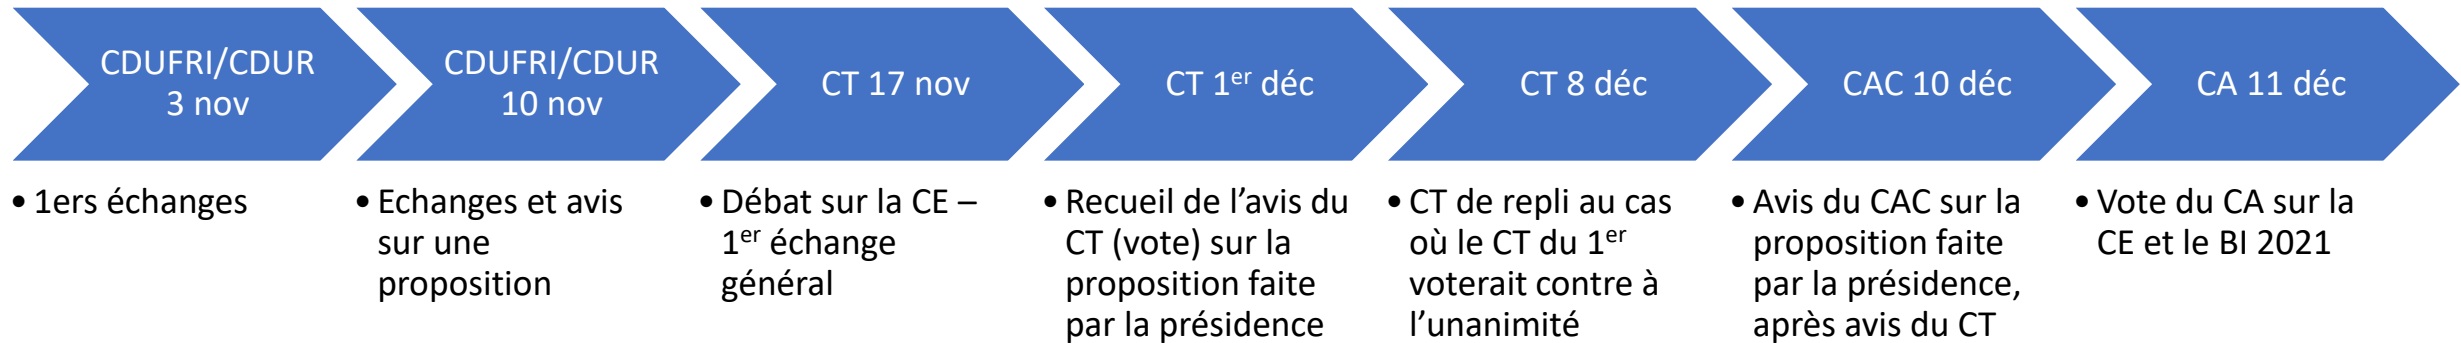 CDUFRI/CDUR
3 nov
• 1ers échanges
CDUFRI/CDUR
10 nov
• Echanges et avis
sur une
proposition
CT 17 nov
• Débat sur la CE –
1er échange
général
CT 1er déc
• Recueil de l’avis du
CT (vote) sur la
proposition faite
par la présidence
CT 8 déc
• CT de repli au cas
où le CT du 1er
voterait contre à
l’unanimité
CAC 10 déc
• Avis du CAC sur la
proposition faite
par la présidence,
après avis du CT
CA 11 déc
• Vote du CA sur la
CE et le BI 2021